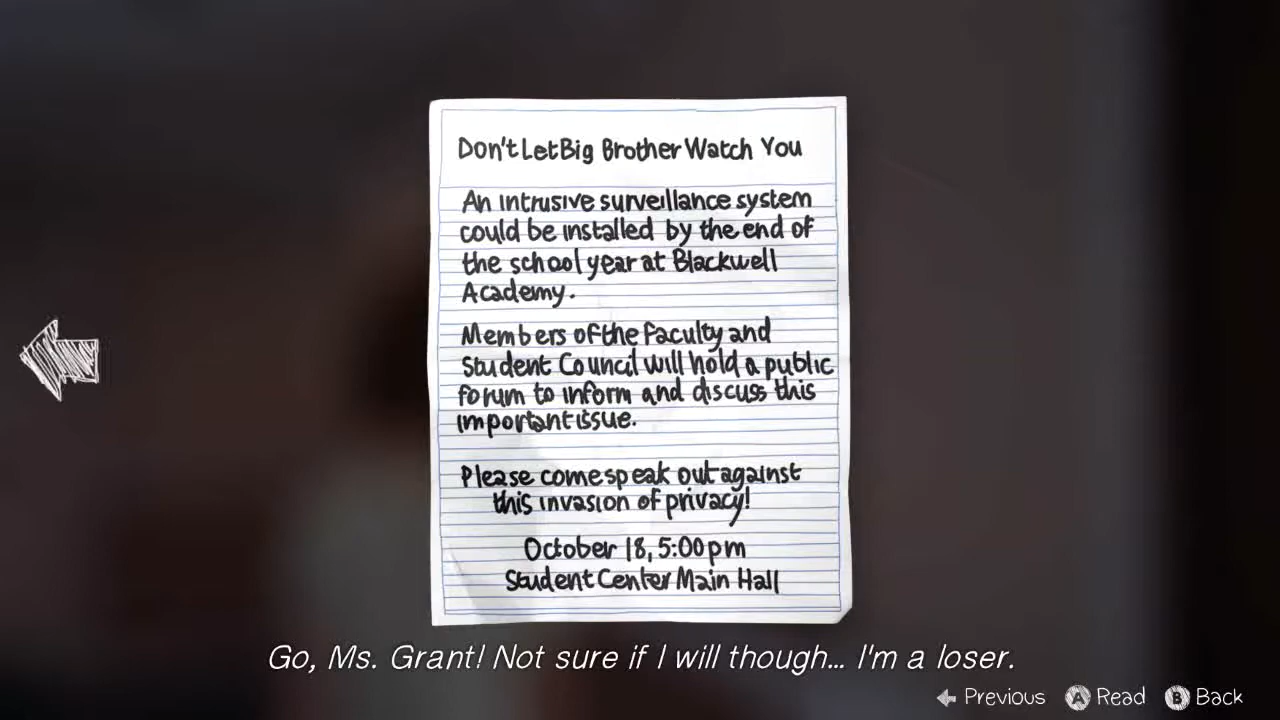 Don't Let Big Brother Watch You
An intrusive surveillance system
could be installed by the end of
the school year at Blackwell
Academy.
Members of the faculty and
Student Council will hold a public
forum to inform and discuss this
important issue.
Please come speak out against
this invasion of privacy!
October 18, 5:00pm
Student Center Main Hall
Go, Ms. Grant! Not sure if I will though... I'm a loser.
Previous A Read B Back